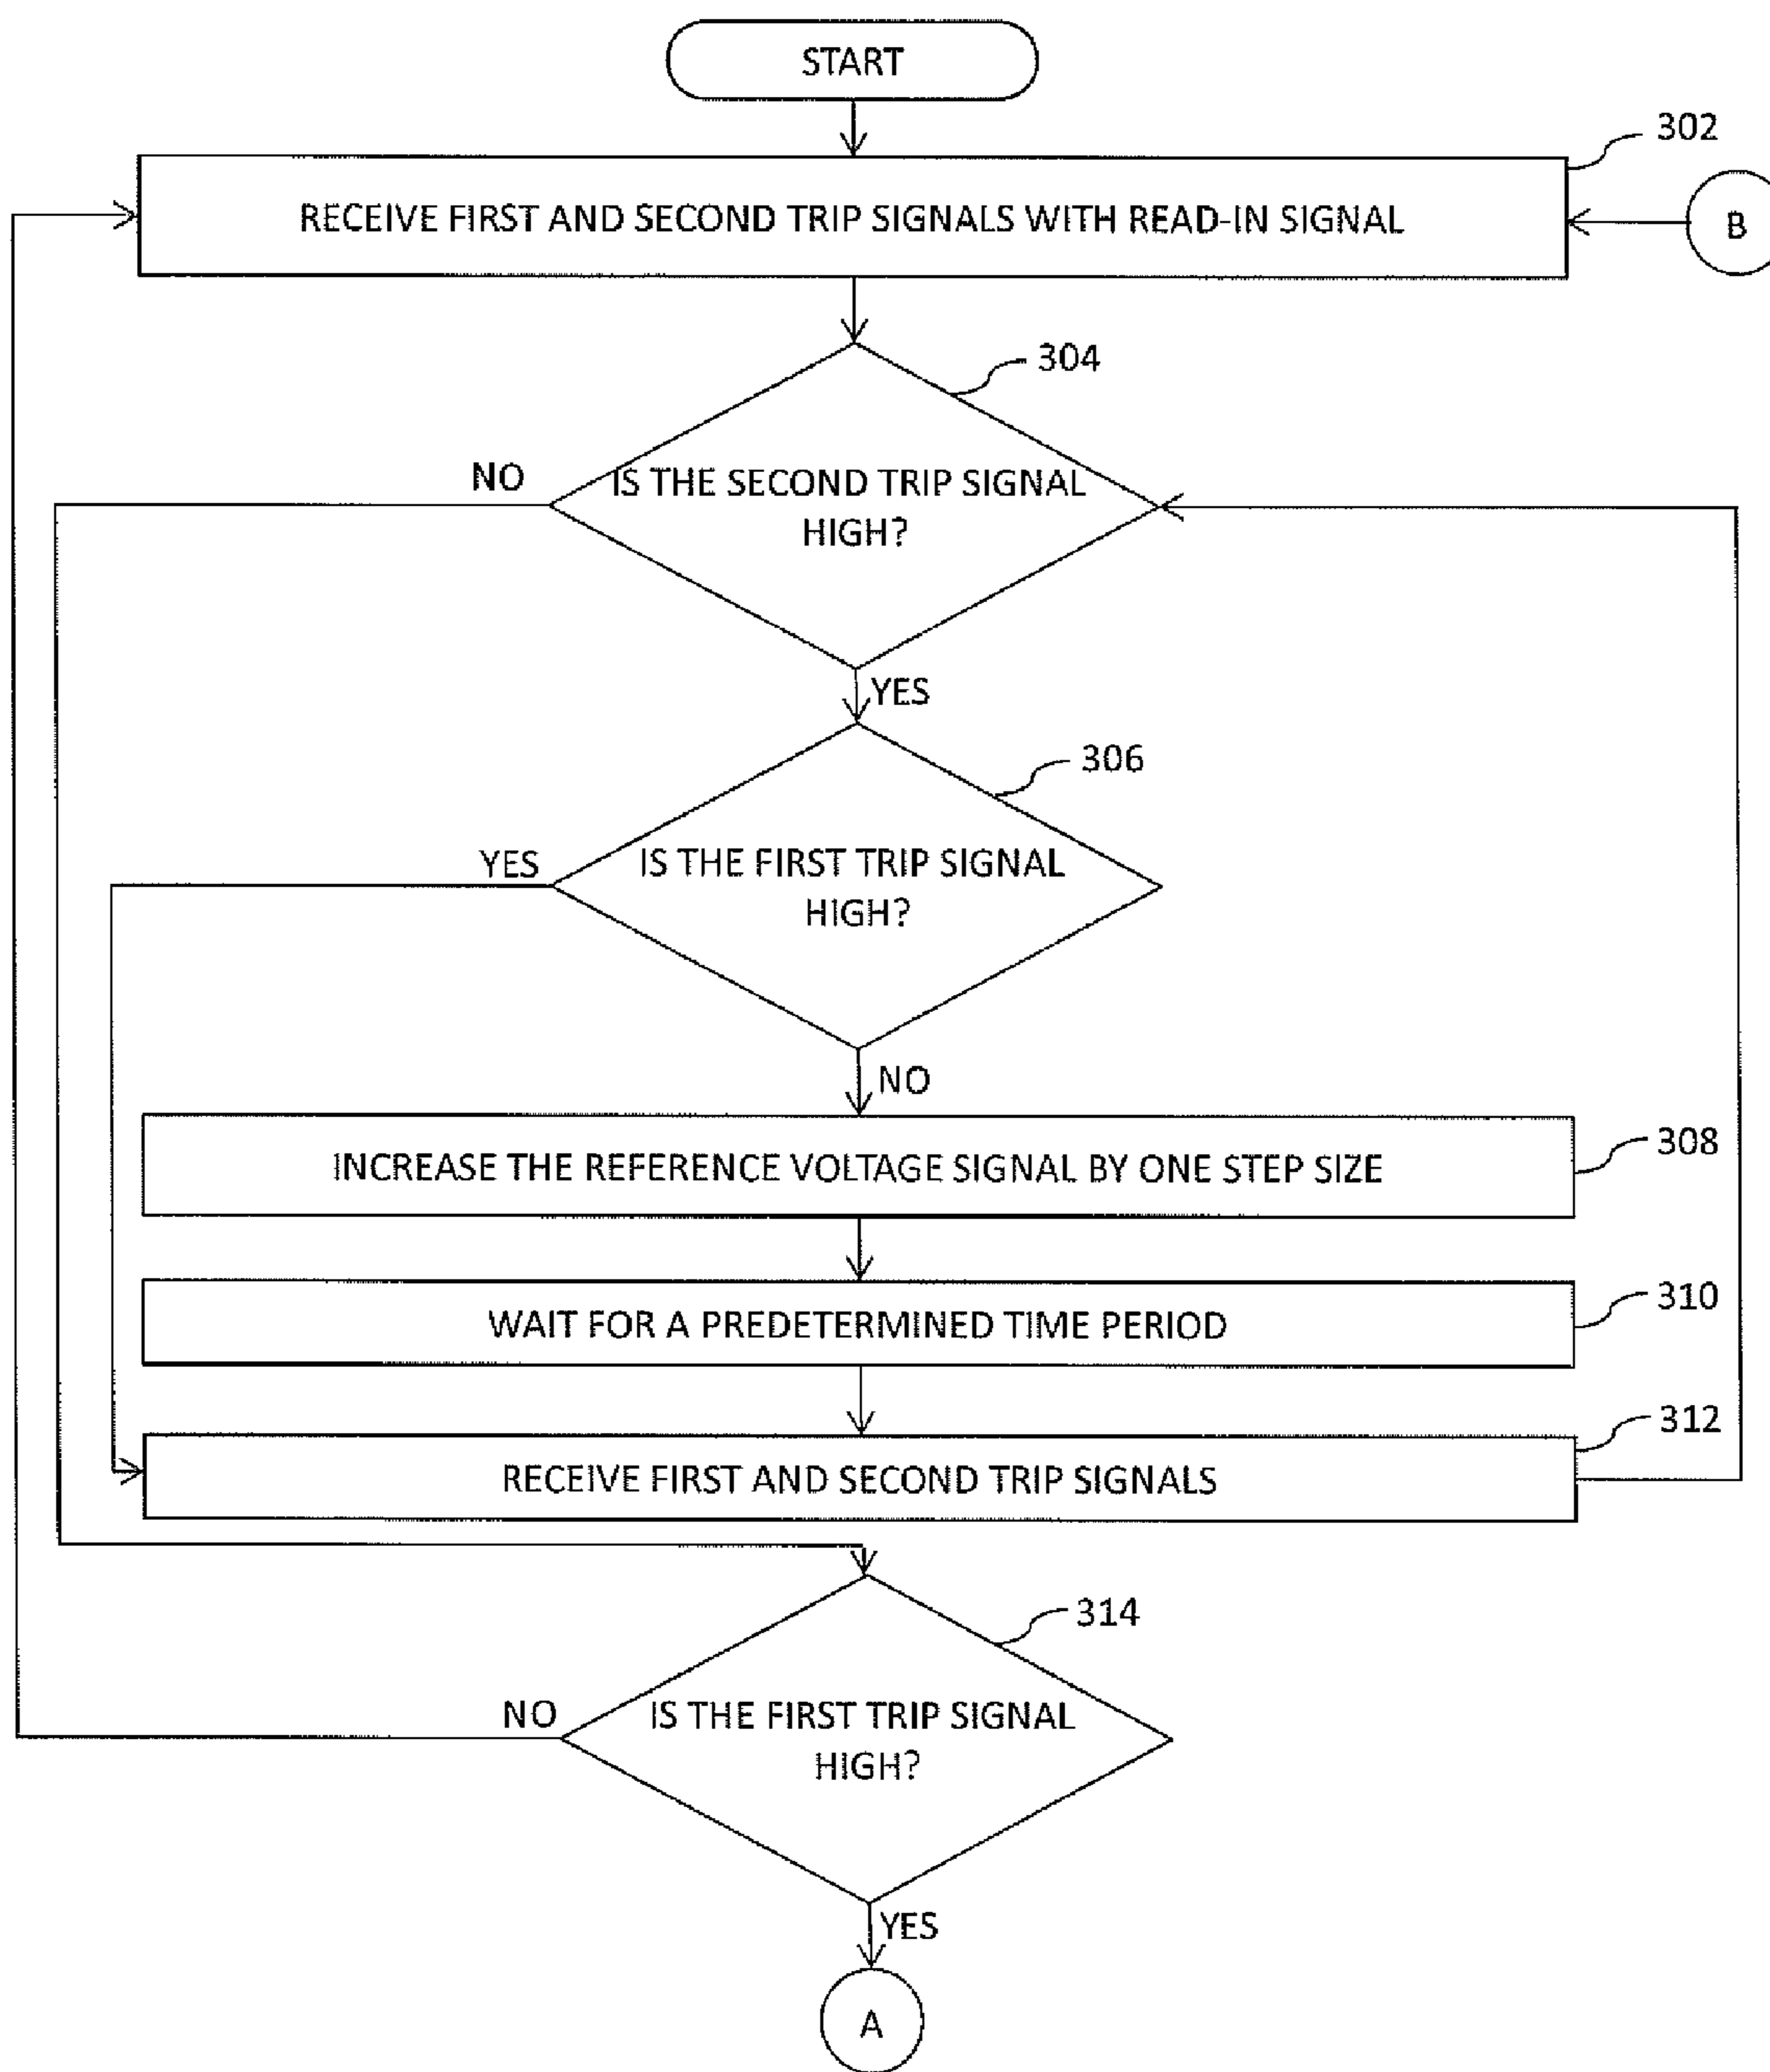 START
302
RECEIVE FIRST AND SECOND TRIP SIGNALS WITH READ-IN SIGNAL
B
304
NO
IS THE SECOND TRIP SIGNAL
HIGH?
YES
306
YES
IS THE FIRST TRIP SIGNAL
HIGH?
NO
308
INCREASE THE REFERENCE VOLTAGE SIGNAL BY ONE STEP SIZE
310
WAIT FOR A PREDETERMINED TIME PERIOD
312
RECEIVE FIRST AND SECOND TRIP SIGNALS
314
NO
IS THE FIRST TRIP SIGNAL
HIGH?
YES
A